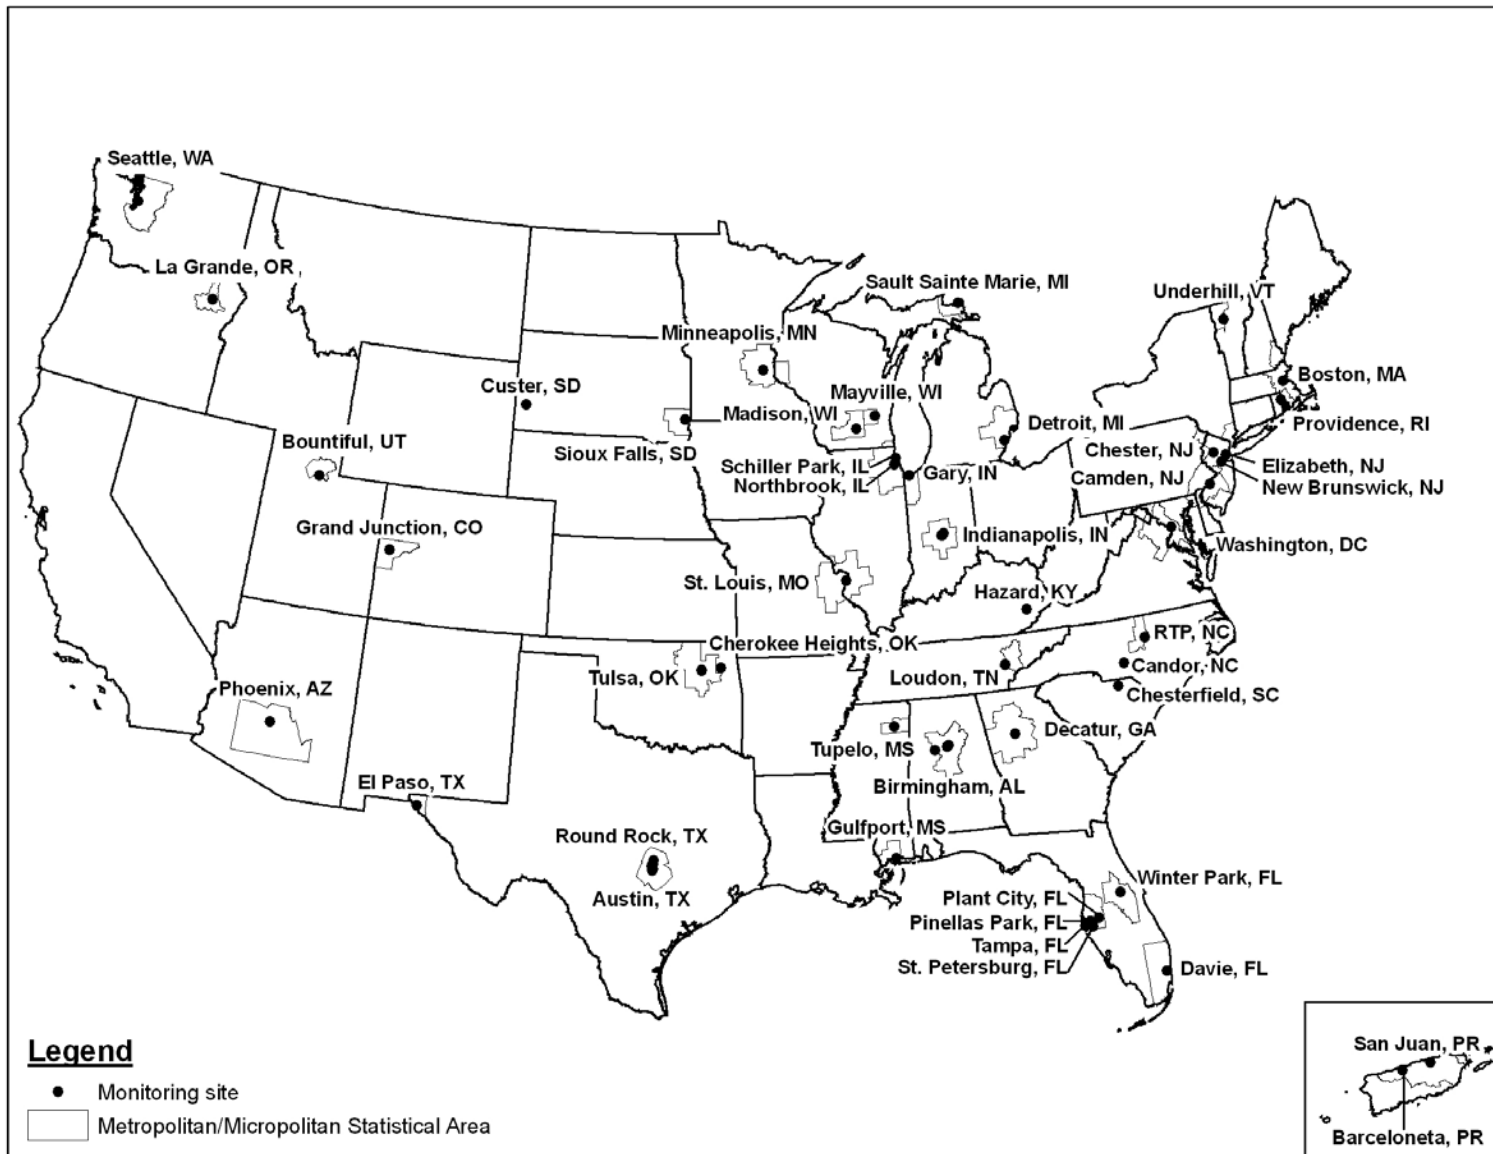 Seattle, WA
La Grande, OR
Sault Sainte Marie, MI
Underhill, VT
Minneapolis, MN
Custer, SD
Mayville, WI
Boston, MA
Madison, WI
Detroit, MI
Providence, RI
Bountiful, UT
Sioux Falls, SD
Chester, NJ
Schiller Park, IL
Gary, IN
Elizabeth, NJ
Camden, NJ
Northbrook, IL
New Brunswick, NJ
Grand Junction, CO
Indianapolis, IN
Washington, DC
St. Louis, MO
Hazard, KY
RTP, NC
Cherokee Heights, OK
Candor, NC
Tulsa, OK
Loudon, TN
Phoenix, AZ
Chesterfield, SC
Decatur, GA
Tupelo, MS
El Paso, TX
Birmingham, AL
Gulfport, MS
Round Rock, TX
Winter Park, FL
Austin, TX
Plant City, FL
Pinellas Park, FL
Tampa, FL
St. Petersburg, FL
Davie, FL
San Juan, PR
Barceloneta, PR
Legend
Monitoring site
Metropolitan/Micropolitan Statistical Area